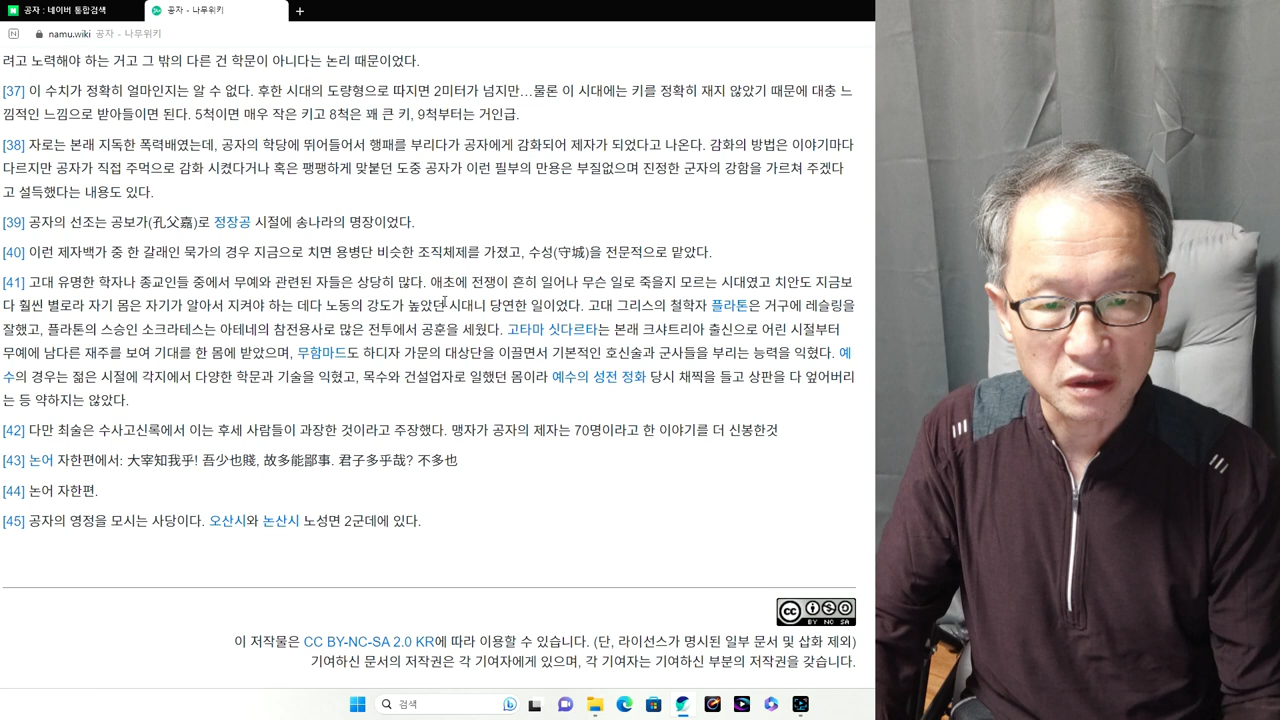 공자 : 네이버 통합검색
공자 - 나무위키
namu.wiki 공자 - 나무위키
려고 노력해야 하는 거고 그 밖의 다른 건 학문이 아니다는 논리 때문이었다.
[37] 이 수치가 정확히 얼마인지는 알 수 없다. 후한 시대의 도량형으로 따지면 2미터가 넘지만…물론 이 시대에는 키를 정확히 재지 않았기 때문에 대충 느
낌적인 느낌으로 받아들이면 된다. 5척이면 매우 작은 키고 8척은 꽤 큰 키, 9척부터는 거인급.
[38] 자로는 본래 지독한 폭력배였는데, 공자의 학당에 뛰어들어서 행패를 부리다가 공자에게 감화되어 제자가 되었다고 나온다. 감화의 방법은 이야기마다
다르지만 공자가 직접 주먹으로 감화 시켰다거나 혹은 팽팽하게 맞붙던 도중 공자가 이런 필부의 만용은 부질없으며 진정한 군자의 강함을 가르쳐 주겠다
고 설득했다는 내용도 있다.
[39] 공자의 선조는 공보가(孔父嘉)로 정장공 시절에 송나라의 명장이었다.
[40] 이런 제자백가 중 한 갈래인 묵가의 경우 지금으로 치면 용병단 비슷한 조직체제를 가졌고, 수성(守城)을 전문적으로 맡았다.
[41] 고대 유명한 학자나 종교인들 중에서 무예와 관련된 자들은 상당히 많다. 애초에 전쟁이 흔히 일어나 무슨 일로 죽을지 모르는 시대였고 치안도 지금보
다 훨씬 별로라 자기 몸은 자기가 알아서 지켜야 하는 데다 노동의 강도가 높았던 시대니 당연한 일이었다. 고대 그리스의 철학자 플라톤은 거구에 레슬링을
잘했고, 플라톤의 스승인 소크라테스는 아테네의 참전용사로 많은 전투에서 공훈을 세웠다. 고타마 싯다르타는 본래 크샤트리아 출신으로 어린 시절부터
무예에 남다른 재주를 보여 기대를 한 몸에 받았으며, 무함마드도 하디자 가문의 대상단을 이끌면서 기본적인 호신술과 군사들을 부리는 능력을 익혔다. 예
수의 경우는 젊은 시절에 각지에서 다양한 학문과 기술을 익혔고, 목수와 건설업자로 일했던 몸이라 예수의 성전 정화 당시 채찍을 들고 상판을 다 엎어버리
는 등 약하지는 않았다.
[42] 다만 최술은 수사고신록에서 이는 후세 사람들이 과장한 것이라고 주장했다. 맹자가 공자의 제자는 70명이라고 한 이야기를 더 신봉한것
[43] 논어 자한편에서: 大宰知我乎! 吾少也賤, 故多能鄙事. 君子多乎哉? 不多也
[44] 논어 자한편.
[45] 공자의 영정을 모시는 사당이다. 오산시와 논산시 노성면 2군데에 있다.
CC BY NC SA
이 저작물은 CC BY-NC-SA 2.0 KR에 따라 이용할 수 있습니다. (단, 라이선스가 명시된 일부 문서 및 삽화 제외)
기여하신 문서의 저작권은 각 기여자에게 있으며, 각 기여자는 기여하신 부분의 저작권을 갖습니다.
검색